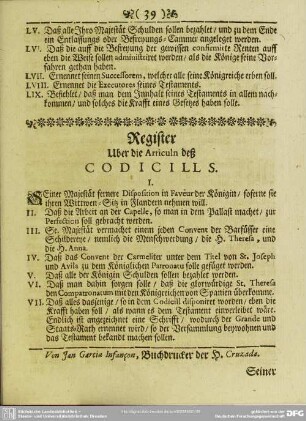 ( 39 )
LV. Daß alle Jhro Majestät Schulden sollen bezahlet / und zu dem Ende
ein Entlassungs oder Befreyungs-Cammer angeleget werden.
LVI. Daß die auff die Befreyung der gewissen confirmirte Renten auff
eben die Weise sollen administriret worden / als die Könige seine Vor-
fahren gethan haben.
LVII. Ernennet seinen Successorem, welcher alle seine Königreiche erben soll.
LVIII. Ernennet die Executores seines Testaments.
LIX. Befiehlet / daß man dem Innhalt seines Testaments in allem nach-
kommen / und solches die Krafft eines Gesetzes haben solle.
Register
Uber die Articuln deß
CODICILLS.
I.
Seiner Majestät fernere Disposition in Faveur der Königin / soferne sie
ihren Wittwen-Sitz in Flandern nehmen will.
II. Daß die Arbeit an der Capelle, so man in dem Pallast machet / zur
Perfection soll gebracht werden.
III. Se. Majestät vermachet einem jeden Convent der Barfüsser eine
Schilderey / nemlich die Menschwerdung / die H. Theresa, und
die H. Anna.
IV. Daß das Convent der Carmeliter unter dem Titel von St. Joseph
und Avila zu dem Königlichen Patronatu solle gefüget werden.
V. Daß alle der Königin Schulden sollen bezahlet werden.
VI. Daß man dahin sorgen solle / daß die glorwürdige St. Theresa
den Compatronatum mit den Königreichen von Spanien überkomme.
VII. Daß alles dasjenige / so in dem Codicill disponiret worden / eben die
Krafft haben soll / als wann es dem Testament einverleibet wäre.
Endlich ist angezeichnet eine Schrifft / wodurch der Grande und
Staats-Rath ernennet wird / so der Versammlung beywohnen und
das Testament bekandt machen sollen.
Von Jan Garcia Infançon, Buchdrucker der H. Cruzada.
Seiner